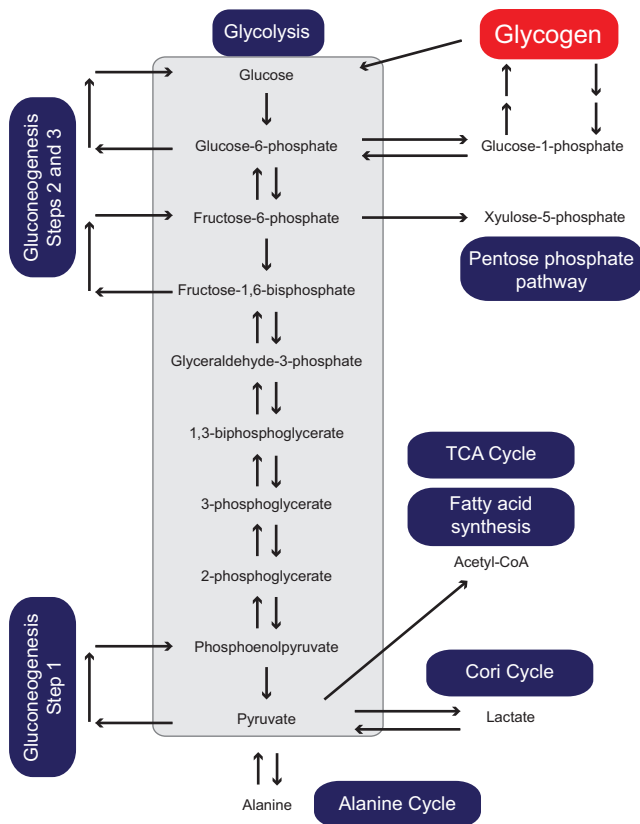 Glycolysis
Glycogen
Glucose
Glucose-6-phosphate
Glucose-1-phosphate
Gluconeogenesis
Steps 2 and 3
Fructose-6-phosphate
Xyulose-5-phosphate
Pentose phosphate
pathway
Fructose-1,6-bisphosphate
Glyceraldehyde-3-phosphate
1,3-biphosphoglycerate
TCA Cycle
3-phosphoglycerate
Fatty acid
synthesis
Acetyl-CoA
2-phosphoglycerate
Gluconeogenesis
Step 1
Phosphoenolpyruvate
Cori Cycle
Pyruvate
Lactate
Alanine
Alanine Cycle